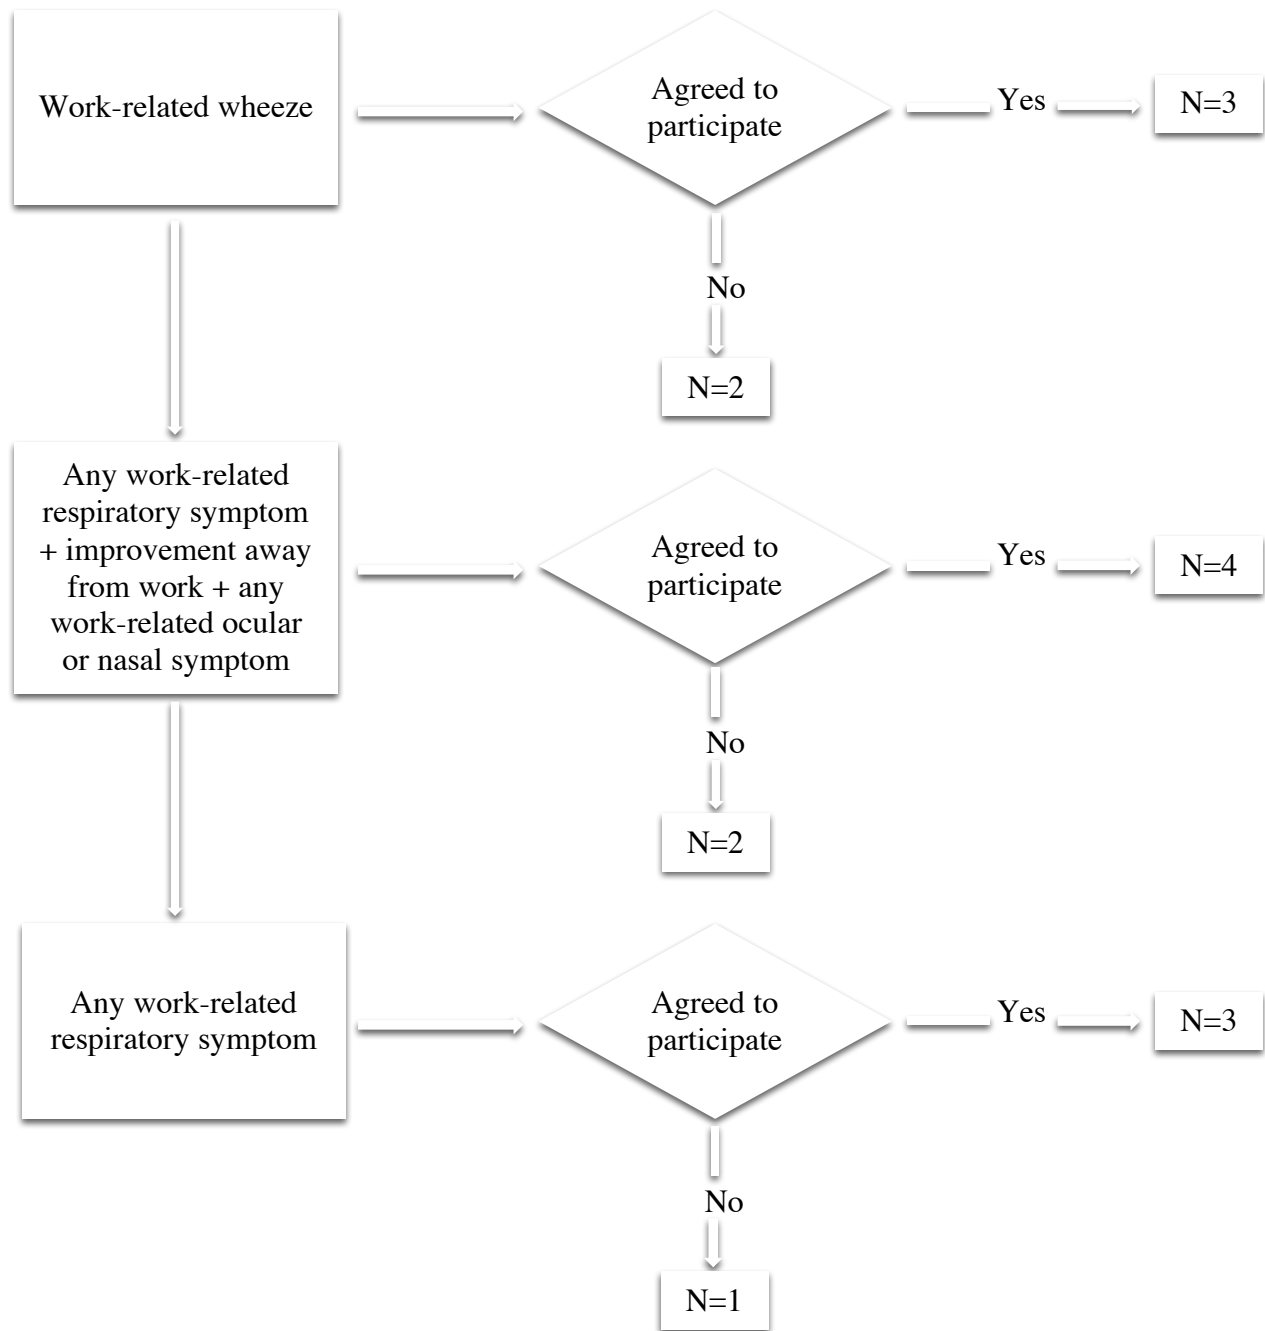 Work-related wheeze
Agreed to
participate
Yes
N=3
No
N=2
Any work-related
respiratory symptom
+ improvement away
from work + any
work-related ocular
or nasal symptom
Agreed to
participate
Yes
N=4
No
N=2
Any work-related
respiratory symptom
Agreed to
participate
Yes
N=3
No
N=1